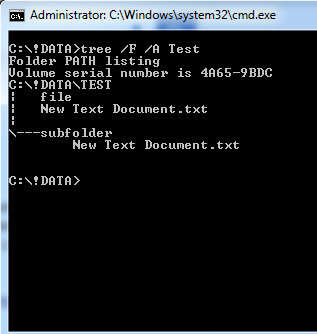 Administrator: C:\Windows\system32\cmd.exe
C:\!DATA>tree /F /A Test
Folder PATH listing
Volume serial number is 4A65-9BDC
C:\!DATA\TEST
¦   file
¦   New Text Document.txt
¦
\---subfolder
        New Text Document.txt
C:\!DATA>